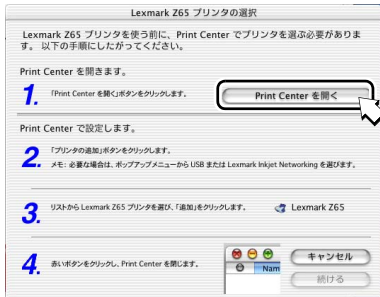 Lexmark Z65 プリンタの選択
Lexmark Z65 プリンタを使う前に、Print Center でプリンタを選ぶ必要がありま
す。 以下の手順にしたがってください。
Print Center を開きます。
1. 「Print Center を開く」ボタンをクリックします。 Print Center を開く
Print Center で設定します。
2. 「プリンタの追加」ボタンをクリックします。
メモ: 必要な場合は、ポップアップメニューから USB または Lexmark Inkjet Networking を選びます。
3. リストから Lexmark Z65 プリンタを選び、「追加」をクリックします。 Lexmark Z65
4. 赤いボタンをクリックし、Print Center を閉じます。
Nam
キャンセル
続ける